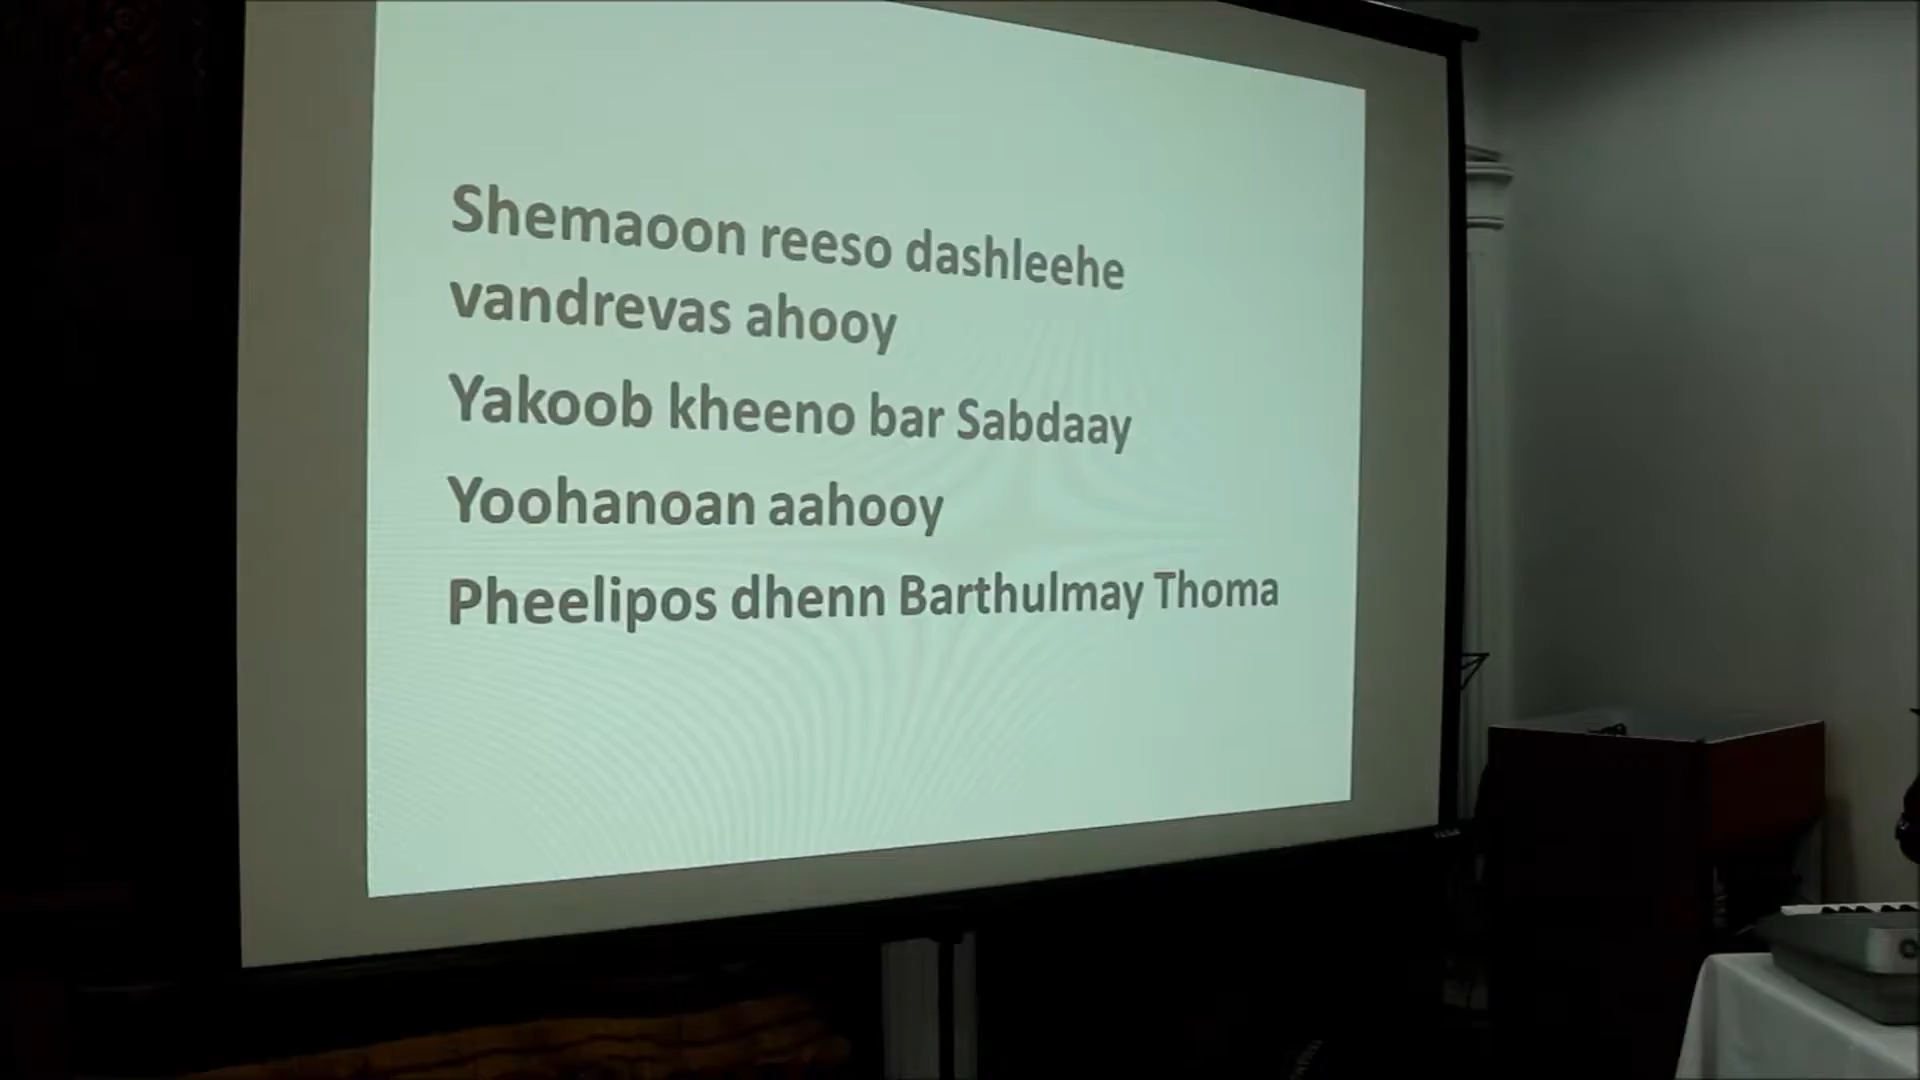 Shemaoon reeso dashleehe
vandrevas ahooy
Yakoob kheeno bar Sabdaay
Yoohanoan aahooy
Pheelipos dhenn Barthulmay Thoma